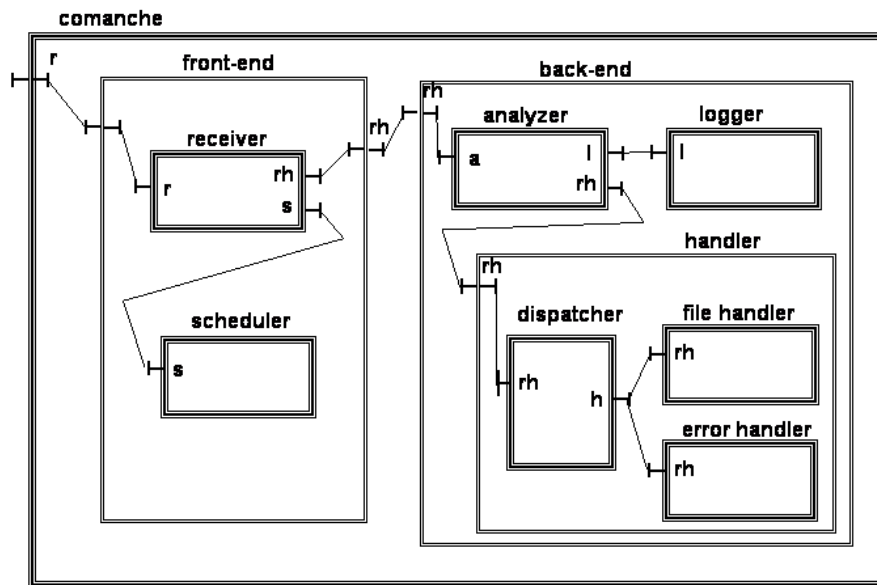 comanche
r
front-end
back-end
rh
rh
receiver
r
rh
s
analyzer
a
l
rh
logger
l
scheduler
s
handler
rh
dispatcher
rh
h
file handler
rh
error handler
rh